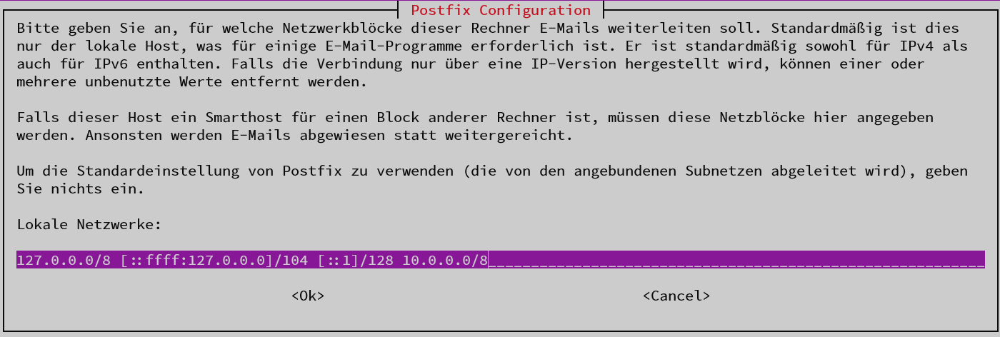 Postfix Configuration
Bitte geben Sie an, für welche Netzwerkblöcke dieser Rechner E-Mails weiterleiten soll. Standardmäßig ist dies
nur der lokale Host, was für einige E-Mail-Programme erforderlich ist. Er ist standardmäßig sowohl für IPv4 als
auch für IPv6 enthalten. Falls die Verbindung nur über eine IP-Version hergestellt wird, können einer oder
mehrere unbenutzte Werte entfernt werden.
Falls dieser Host ein Smarthost für einen Block anderer Rechner ist, müssen diese Netzblöcke hier angegeben
werden. Ansonsten werden E-Mails abgewiesen statt weitergereicht.
Um die Standardeinstellung von Postfix zu verwenden (die von den angebundenen Subnetzen abgeleitet wird), geben
Sie nichts ein.
Lokale Netzwerke:
127.0.0.0/8 [::ffff:127.0.0.0]/104 [::1]/128 10.0.0.0/8
<Ok> <Cancel>